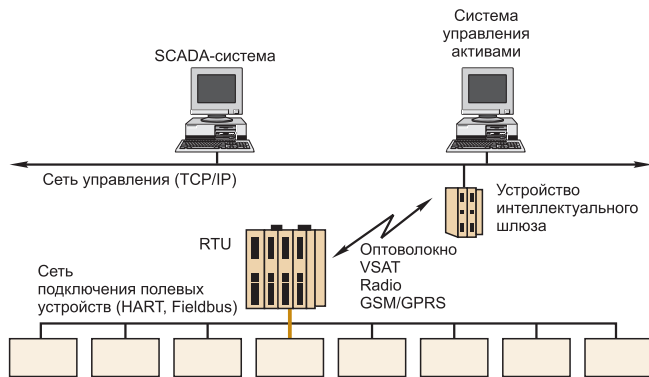 SCADA-система
Система
управления
активами
Сеть управления (TCP/IP)
Устройство
интеллектуального
шлюза
RTU
Оптоволокно
VSAT
Radio
GSM/GPRS
Сеть
подключения полевых
устройств (HART, Fieldbus)